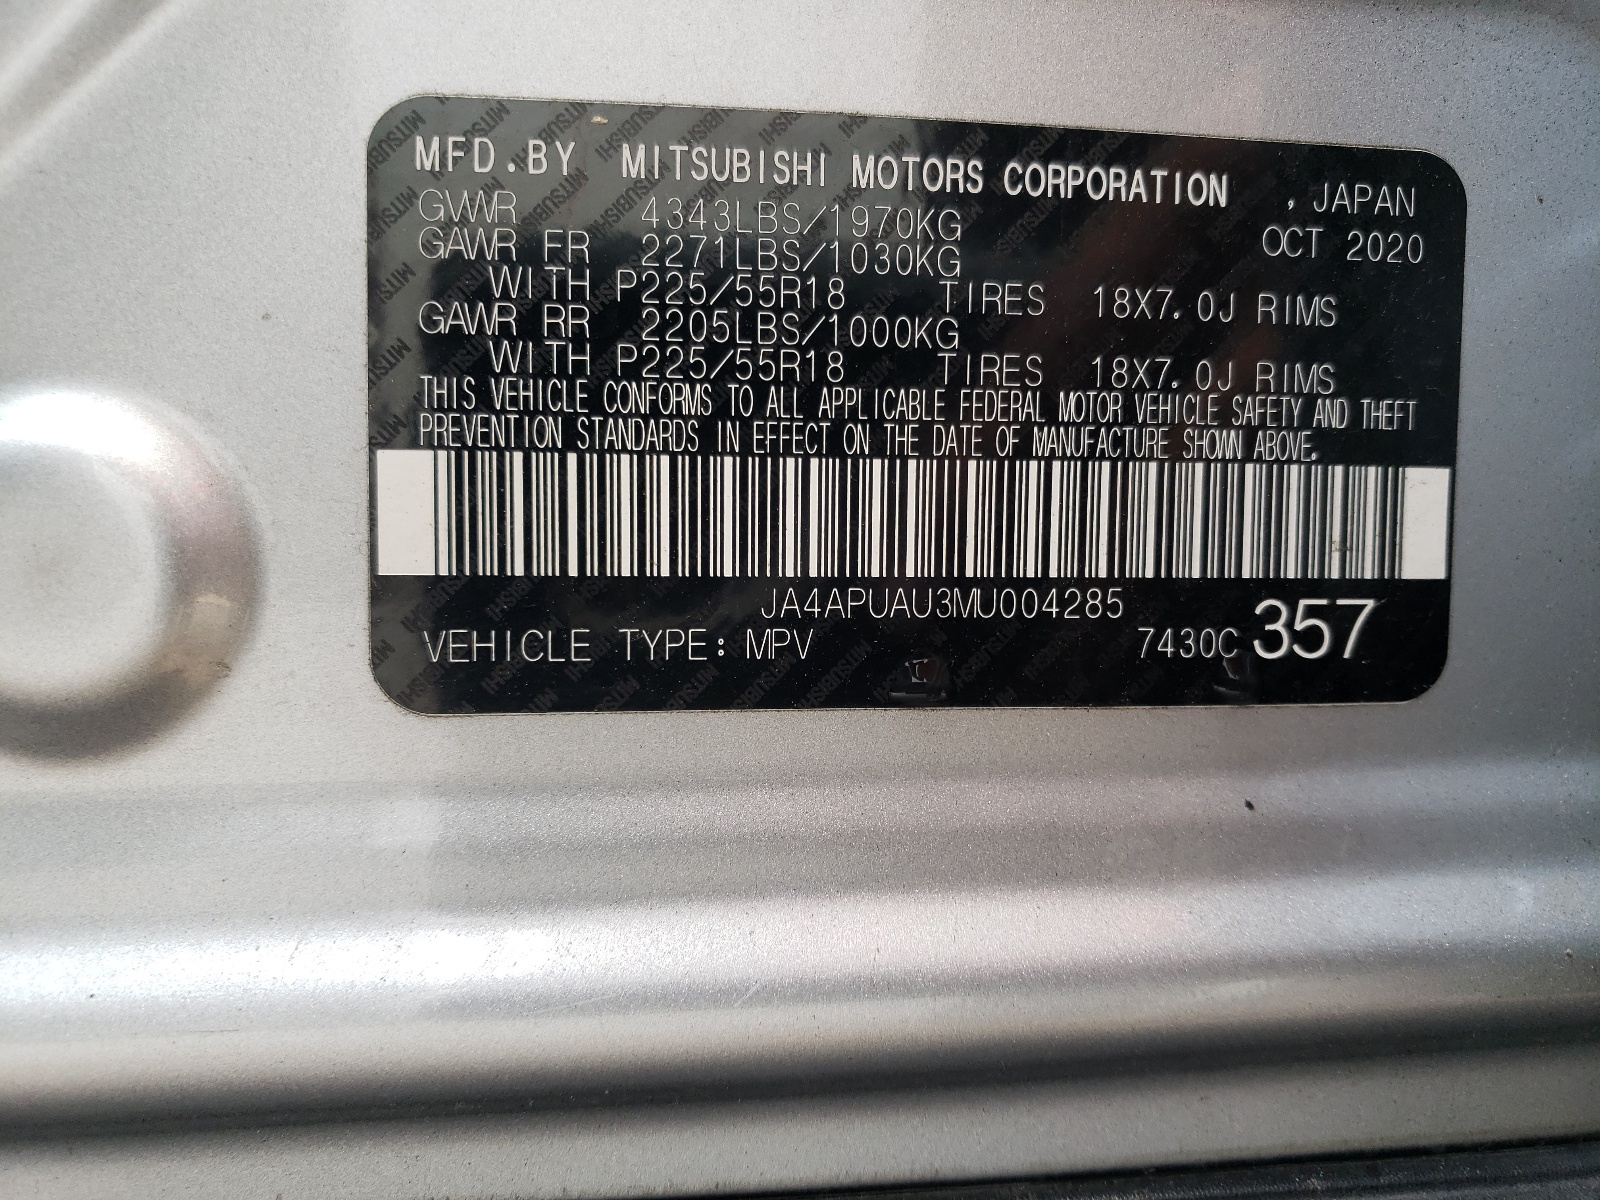 MFD.BY MITSUBISHI MOTORS CORPORATION , JAPAN
GVWR 4343LBS/1970KG OCT 2020
GAWR FR 2271LBS/1030KG
WITH P225/55R18 TIRES 18X7.0J RIMS
GAWR RR 2205LBS/1000KG
WITH P225/55R18 TIRES 18X7.0J RIMS
THIS VEHICLE CONFORMS TO ALL APPLICABLE FEDERAL MOTOR VEHICLE SAFETY AND THEFT
PREVENTION STANDARDS IN EFFECT ON THE DATE OF MANUFACTURE SHOWN ABOVE.
JA4APUAU3MU004285
VEHICLE TYPE: MPV 7430C 357